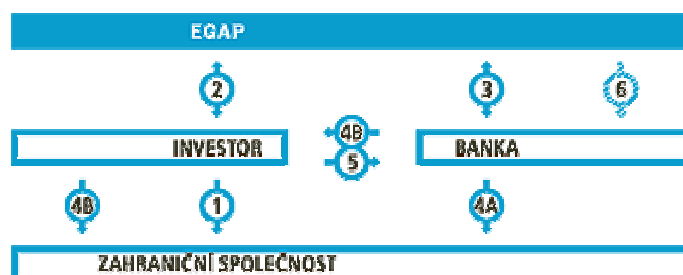 EGAP
2 3 6
4B
INVESTOR BANKA
5
4B 1 4A
ZAHRANIČNÍ SPOLEČNOST